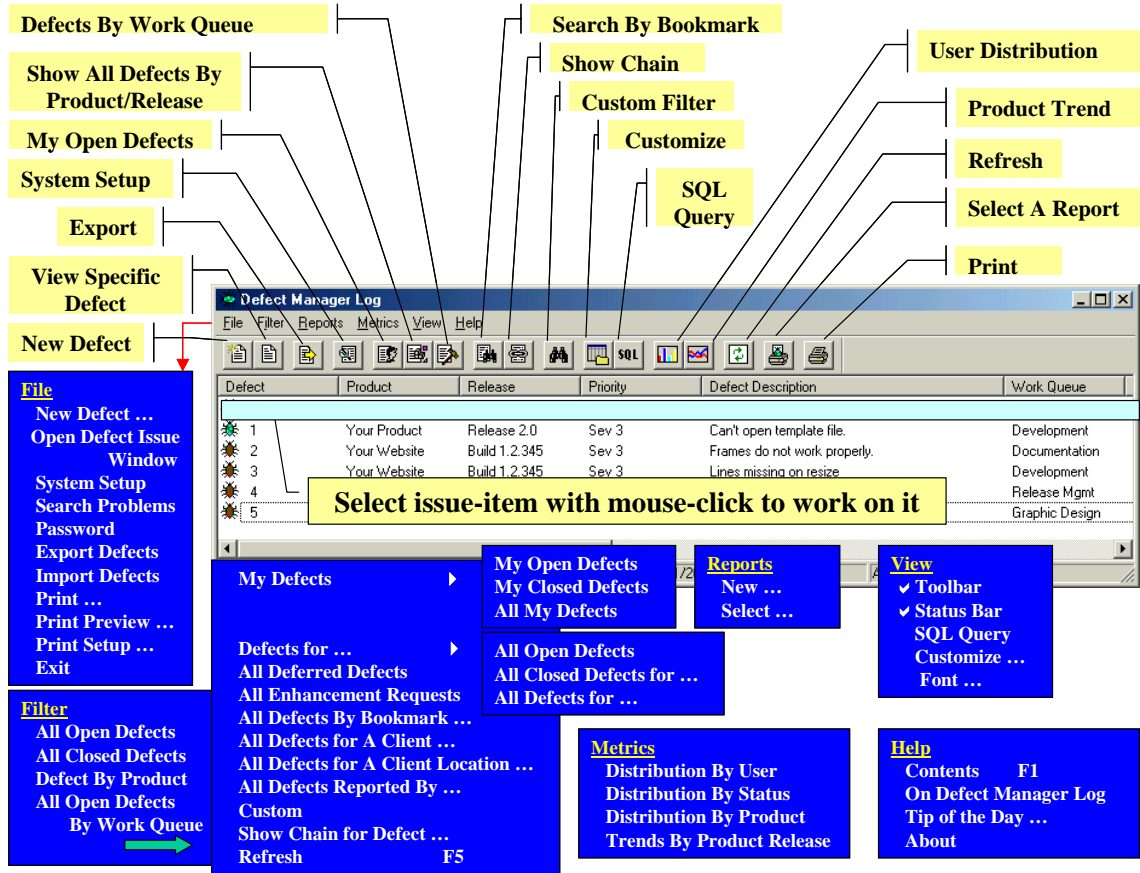 Defects By Work Queue
Search By Bookmark
User Distribution
Show All Defects By
Product/Release
Show Chain
Custom Filter
Product Trend
My Open Defects
Customize
Refresh
System Setup
SQL
Query
Select A Report
Export
View Specific
Defect
Print
New Defect
Defect Manager Log
File Filter Reports Metrics View Help
SQL
Defect Product Release Priority Defect Description Work Queue
1 Your Product Release 2.0 Sev 3 Can't open template file. Development
2 Your Website Build 1.2.345 Sev 3 Frames do not work properly. Documentation
3 Your Website Build 1.2.345 Sev 3 Lines missing on resize Development
4 Release Mgmt
5 Graphic Design
Select issue-item with mouse-click to work on it
File
New Defect …
Open Defect Issue
Window
System Setup
Search Problems
Password
Export Defects
Import Defects
Print …
Print Preview …
Print Setup …
Exit
Filter
All Open Defects
All Closed Defects
Defect By Product
All Open Defects
By Work Queue
My Defects
Defects for …
All Deferred Defects
All Enhancement Requests
All Defects By Bookmark …
All Defects for A Client …
All Defects for A Client Location …
All Defects Reported By …
Custom
Show Chain for Defect …
Refresh F5
My Open Defects
My Closed Defects
All My Defects
All Open Defects
All Closed Defects for …
All Defects for …
Reports
New …
Select …
View
Toolbar
Status Bar
SQL Query
Customize …
Font …
Metrics
Distribution By User
Distribution By Status
Distribution By Product
Trends By Product Release
Help
Contents F1
On Defect Manager Log
Tip of the Day …
About